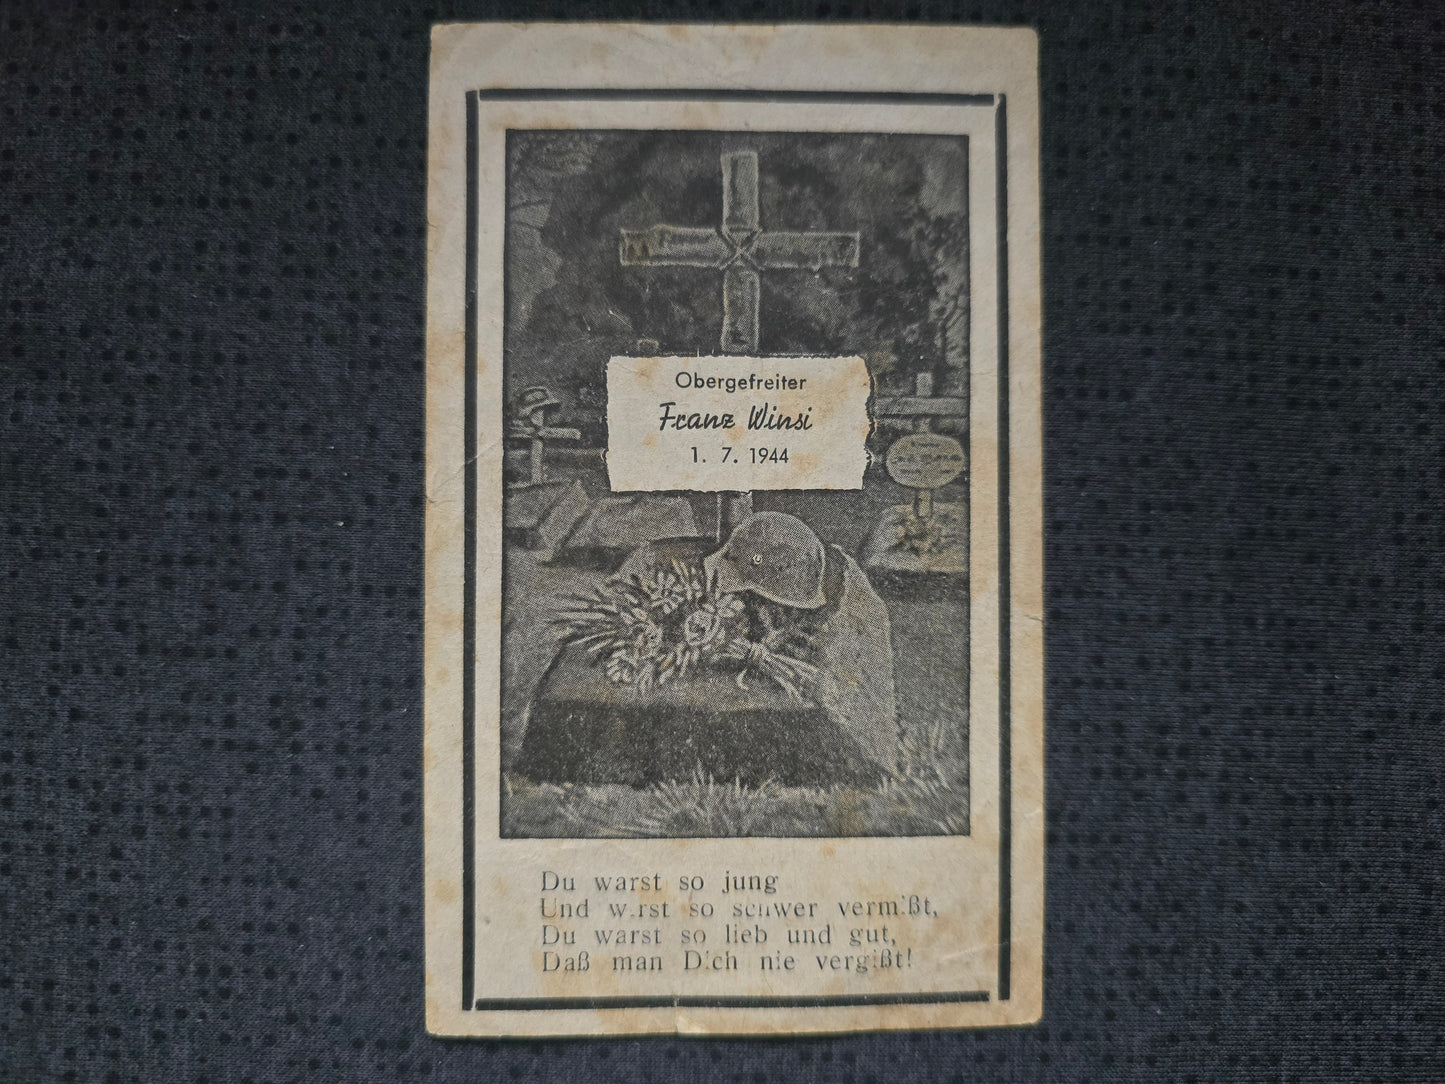 Obergefreiter
Franz Winsi
1. 7. 1944
Du warst so jung
Und wirst so schwer vermißt,
Du warst so lieb und gut,
Daß man Dich nie vergißt!